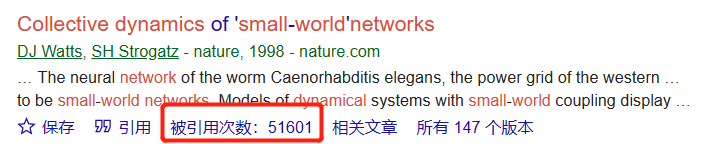 Collective dynamics of 'small-world'networks
DJ Watts, SH Strogatz - nature, 1998 - nature.com
... The neural network of the worm Caenorhabditis elegans, the power grid of the western ...
to be small-world networks. Models of dynamical systems with small-world coupling display ...
保存 引用 被引用次数：51601 相关文章 所有 147 个版本